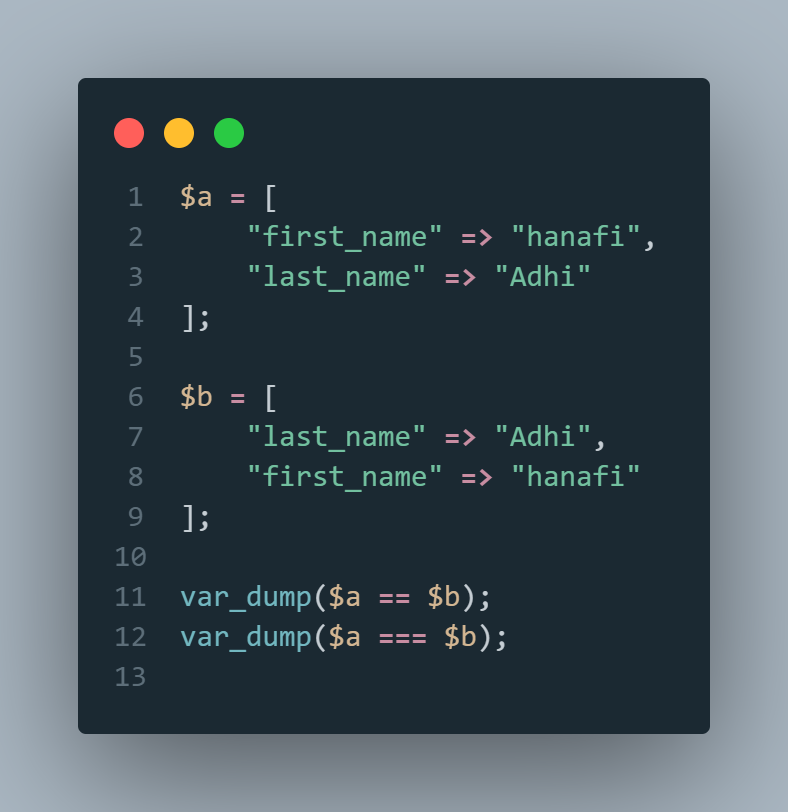 1 $a = [
2     "first_name" => "hanafi",
3     "last_name" => "Adhi"
4 ];
5
6 $b = [
7     "last_name" => "Adhi",
8     "first_name" => "hanafi"
9 ];
10
11 var_dump($a == $b);
12 var_dump($a === $b);
13